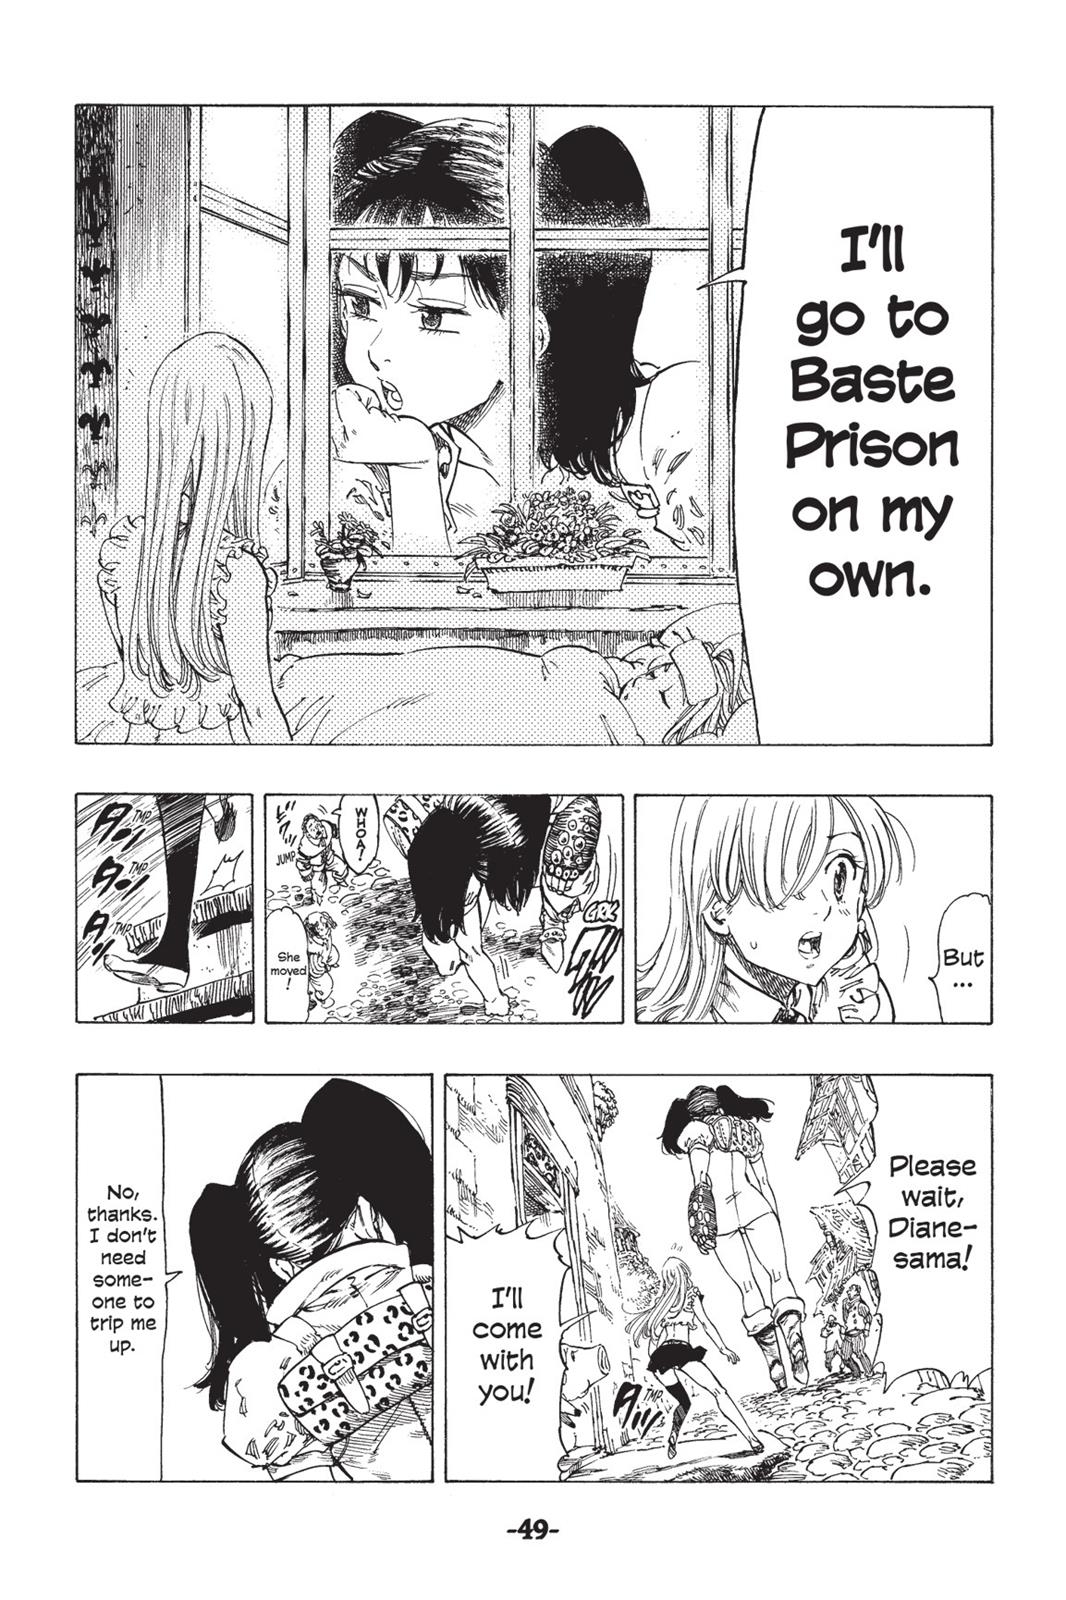 I'll
go to
Baste
Prison
on my
own.
But
...
WHOA!
JUMP
GRK
She
moved!
TMP
TMP
TMP
Please
wait,
Diane-
sama!
I'll
come
with
you!
TMP
No,
thanks.
I don't
need
some-
one to
trip me
up.
-49-